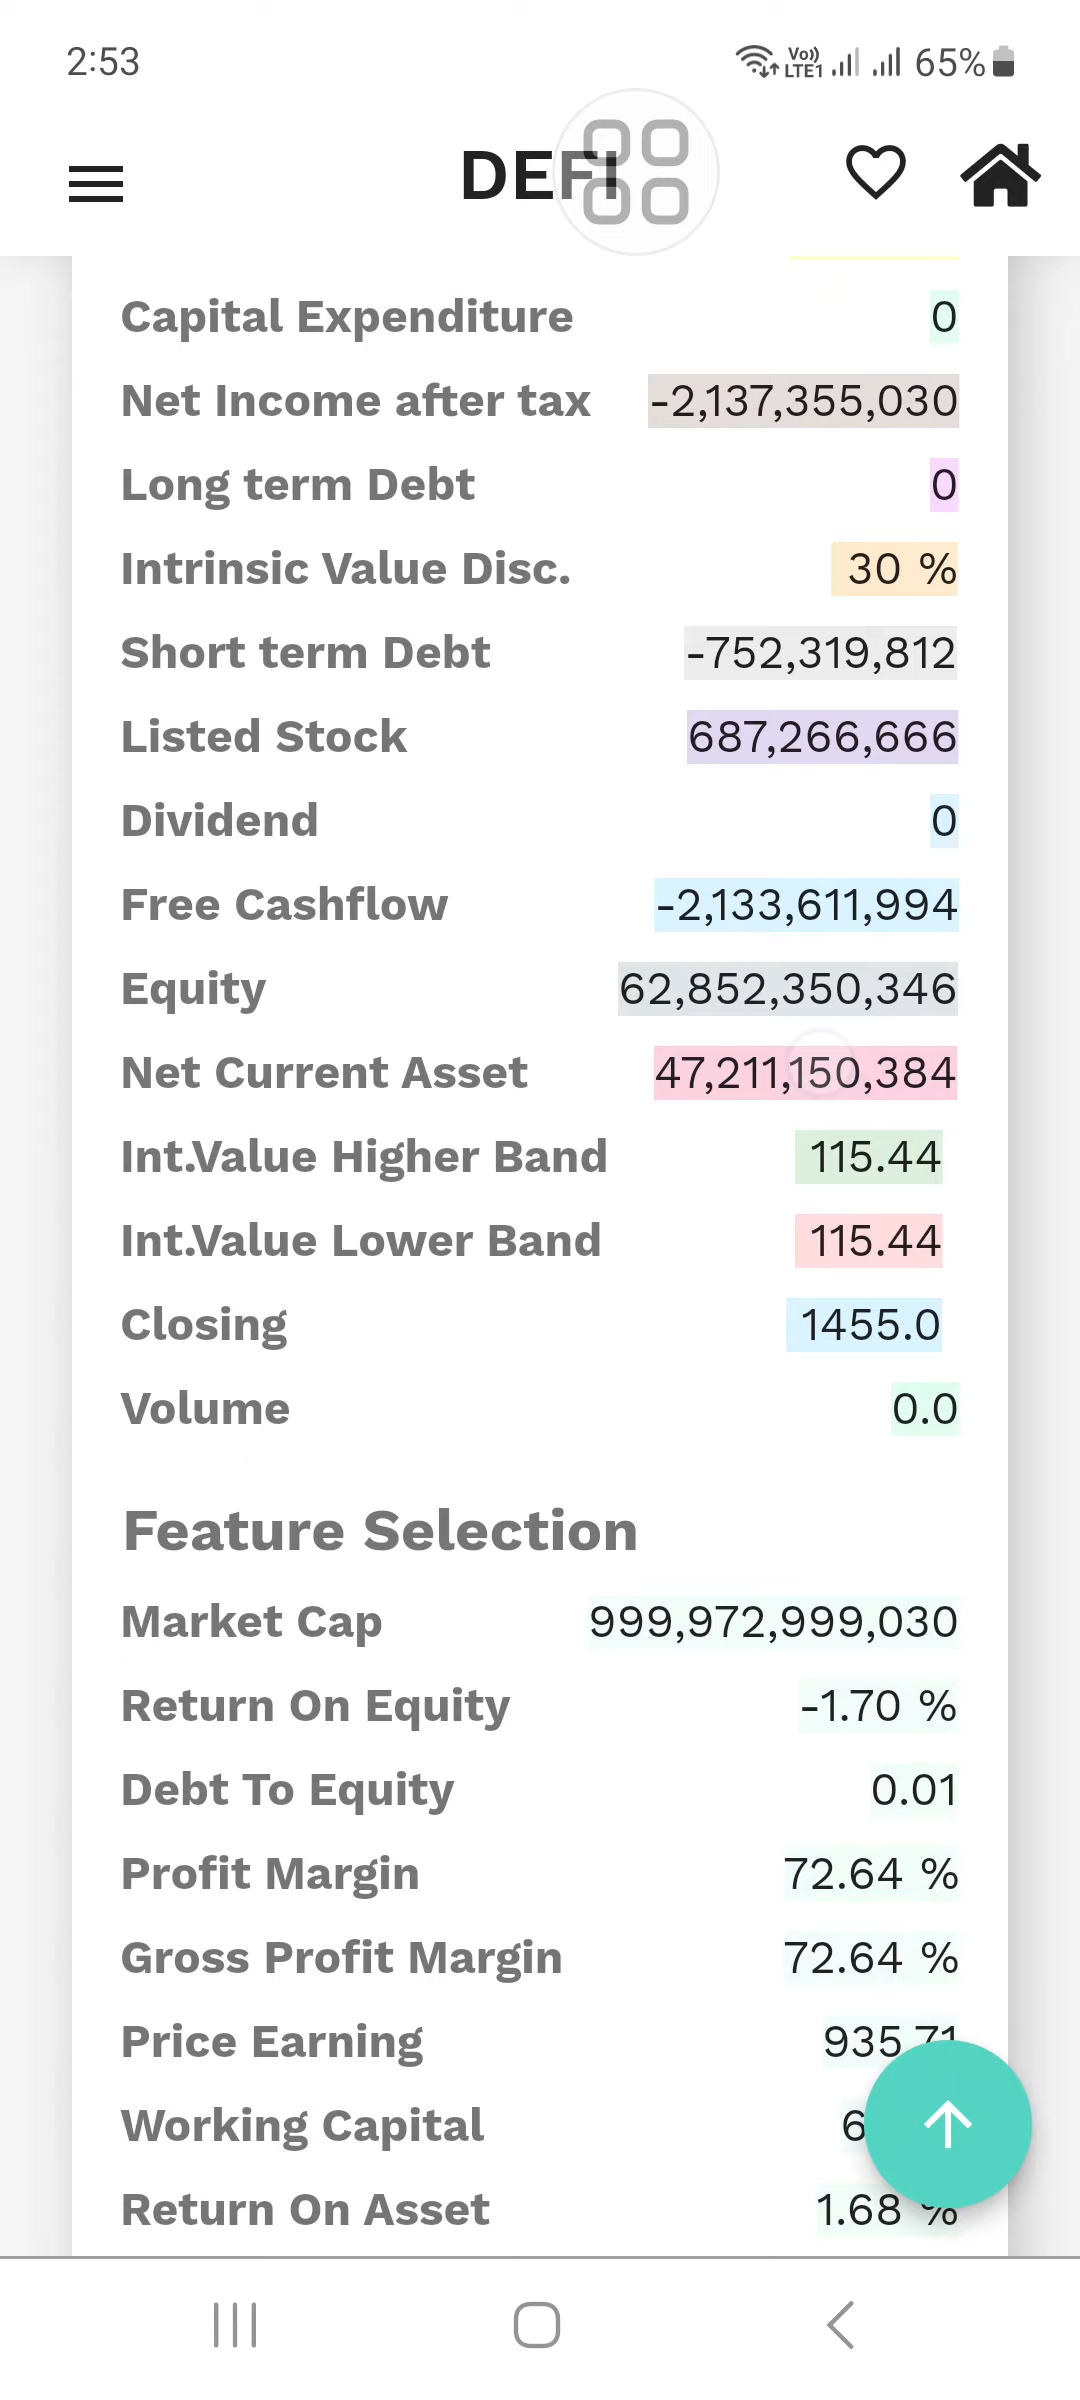 2:53
Vo)) LTE1 65%
DEFI
Capital Expenditure 0
Net Income after tax -2,137,355,030
Long term Debt 0
Intrinsic Value Disc. 30 %
Short term Debt -752,319,812
Listed Stock 687,266,666
Dividend 0
Free Cashflow -2,133,611,994
Equity 62,852,350,346
Net Current Asset 47,211,150,384
Int.Value Higher Band 115.44
Int.Value Lower Band 115.44
Closing 1455.0
Volume 0.0
Feature Selection
Market Cap 999,972,999,030
Return On Equity -1.70 %
Debt To Equity 0.01
Profit Margin 72.64 %
Gross Profit Margin 72.64 %
Price Earning 935.71
Working Capital
Return On Asset 1.68 %